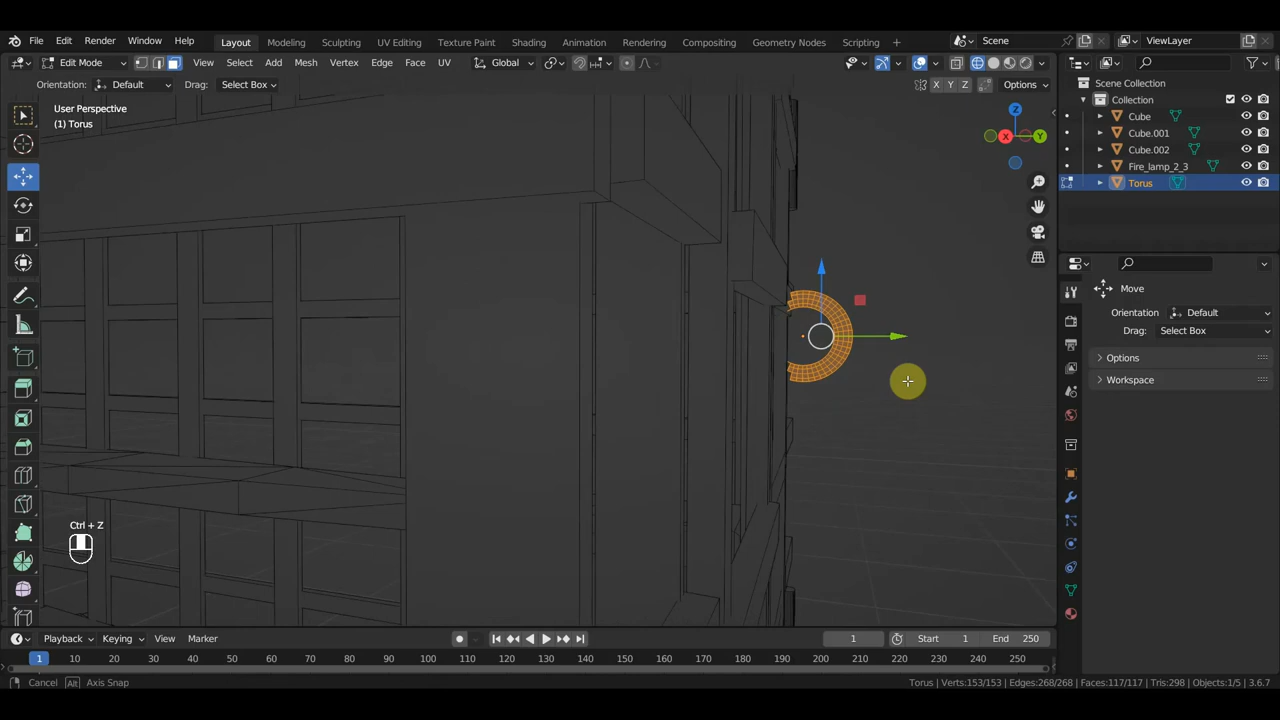 File Edit Render Window Help Layout Modeling Sculpting UV Editing Texture Paint Shading Animation Rendering Compositing Geometry Nodes Scripting + Scene ViewLayer
Edit Mode View Select Add Mesh Vertex Edge Face UV Global
Orientation: Default Drag: Select Box X Y Z Options
Scene Collection
Collection
Cube
Cube.001
Cube.002
Fire_lamp_2_3
Torus
User Perspective
(1) Torus
Z
X
Y
Move
Orientation Default
Drag: Select Box
Options
Workspace
Ctrl + Z
Playback Keying View Marker 1 Start 1 End 250
1 10 20 30 40 50 60 70 80 90 100 110 120 130 140 150 160 170 180 190 200 210 220 230 240 250
Cancel Alt Axis Snap Torus | Verts:153/153 | Edges:268/268 | Faces:117/117 | Tris:298 | Objects:1/5 | 3.6.7